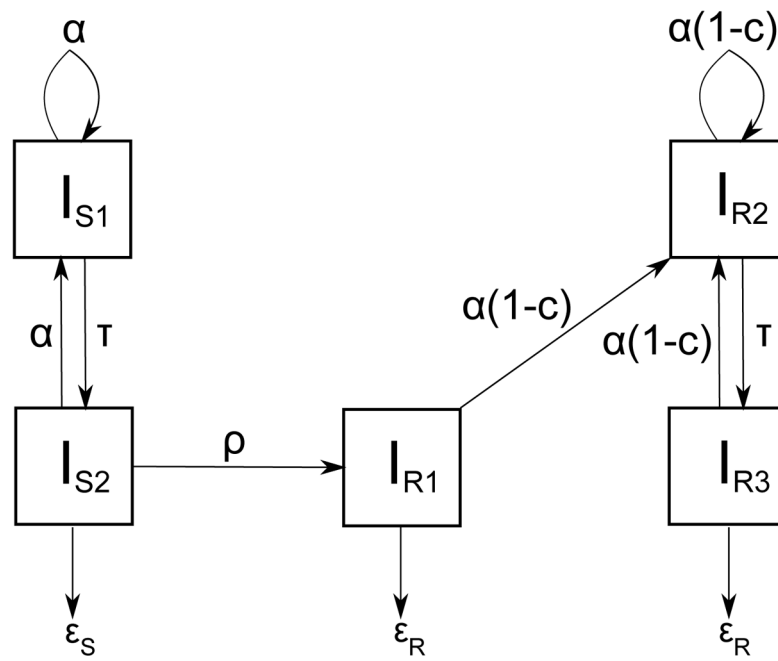 α α(1-c)
I_S1 I_R2
α τ α(1-c) α(1-c) τ
I_S2 ρ I_R1 I_R3
ε_S ε_R ε_R